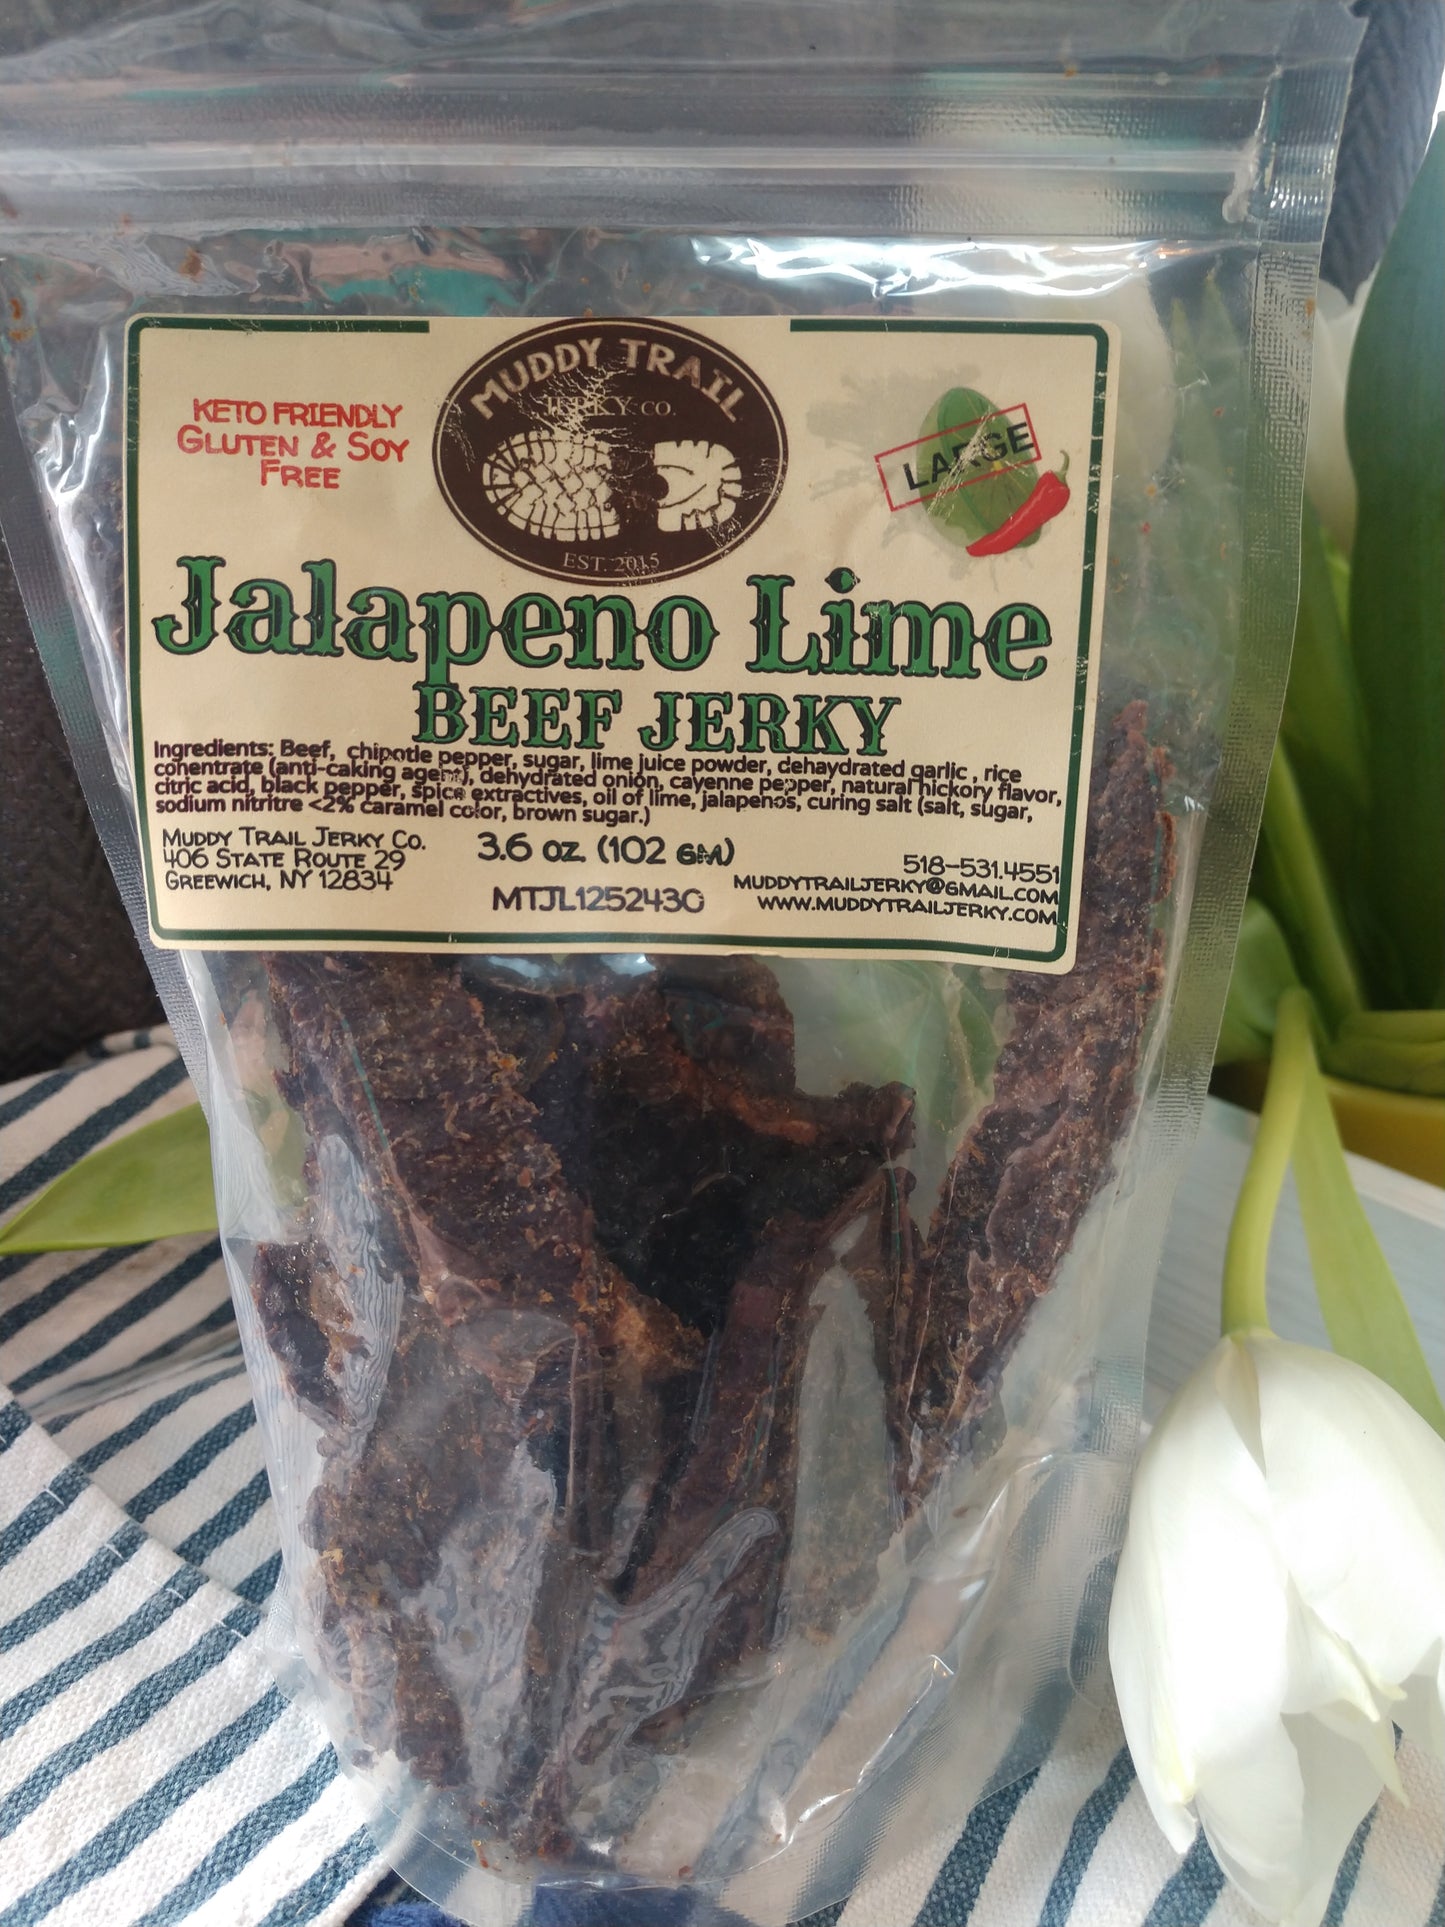 MUDDY TRAIL
JERKY CO.
EST. 2015
KETO FRIENDLY
GLUTEN & SOY
FREE
LARGE
Jalapeno Lime
BEEF JERKY
Ingredients: Beef, chipotle pepper, sugar, lime juice powder, dehaydrated garlic , rice
conentrate (anti-caking agent), dehydrated onion, cayenne pepper, natural hickory flavor,
citric acid, black pepper, spice extractives, oil of lime, jalapenos, curing salt (salt, sugar,
sodium nitritre <2% caramel color, brown sugar.)
MUDDY TRAIL JERKY CO.
406 STATE ROUTE 29
GREEWICH, NY 12834
3.6 oz. (102 GM)
MTJL1252430
518-531.4551
MUDDYTRAILJERKY@GMAIL.COM
WWW.MUDDYTRAILJERKY.COM